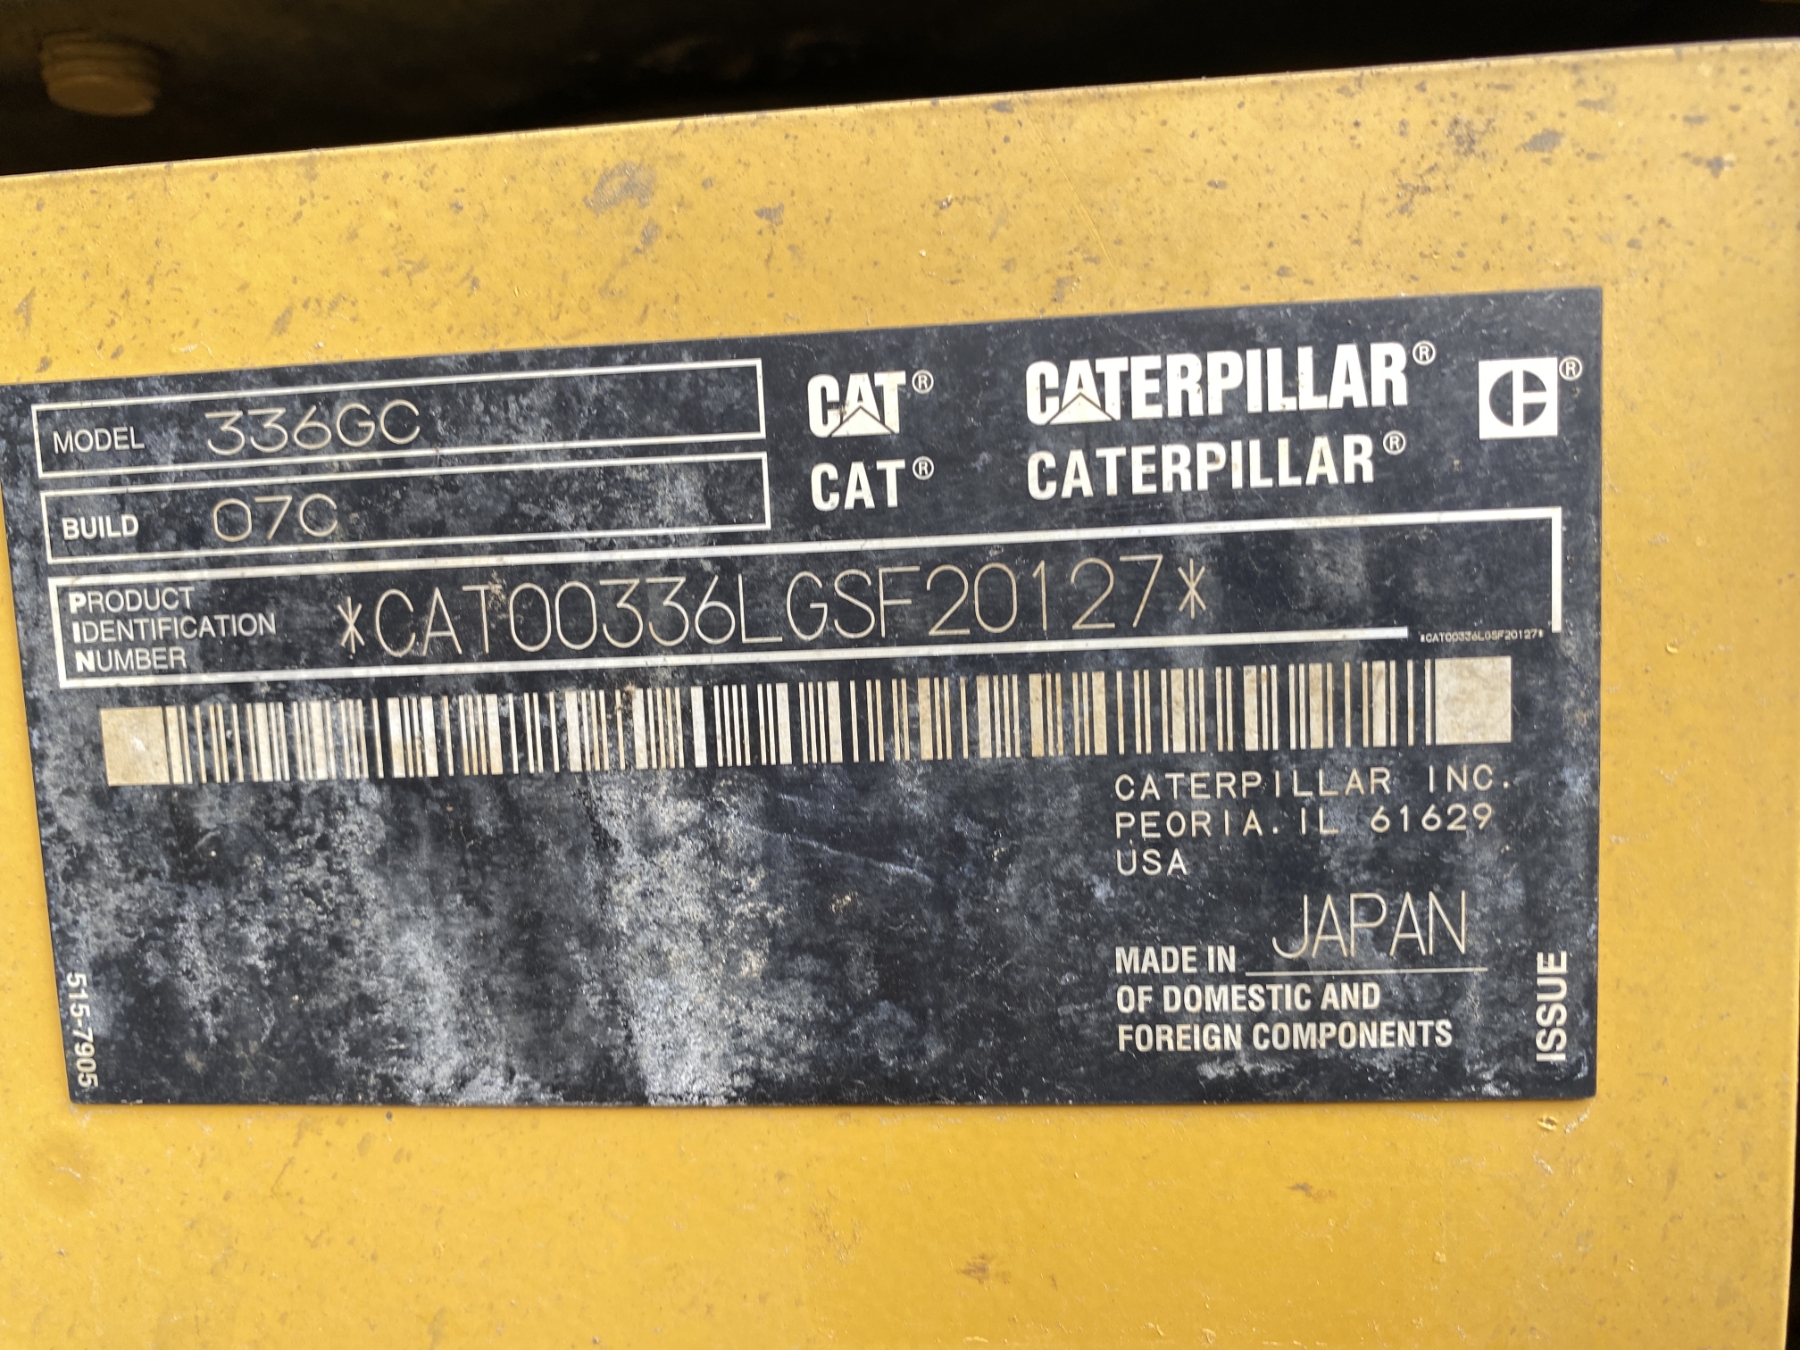 MODEL 336GC
BUILD 07C
CAT® CATERPILLAR® ®
CAT® CATERPILLAR®
PRODUCT
IDENTIFICATION
NUMBER
*CAT00336LGSF20127*
*CAT00336LGSF20127*
CATERPILLAR INC.
PEORIA. IL 61629
USA
MADE IN JAPAN
OF DOMESTIC AND
FOREIGN COMPONENTS
ISSUE
515-7905